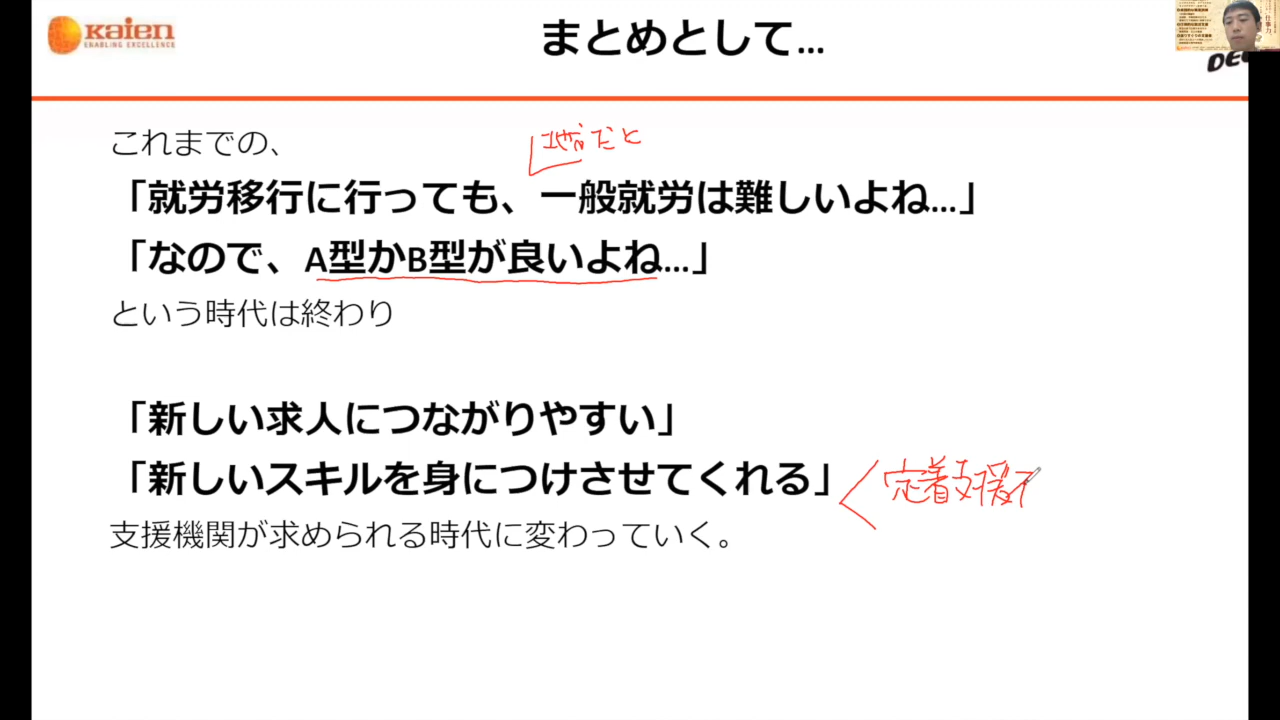 Kaien
ENABLING EXCELLENCE
まとめとして…
これまでの、
地方だと
「就労移行に行っても、一般就労は難しいよね…」
「なので、A型かB型が良いよね…」
という時代は終わり
「新しい求人につながりやすい」
「新しいスキルを身につけさせてくれる」
定着支援
支援機関が求められる時代に変わっていく。